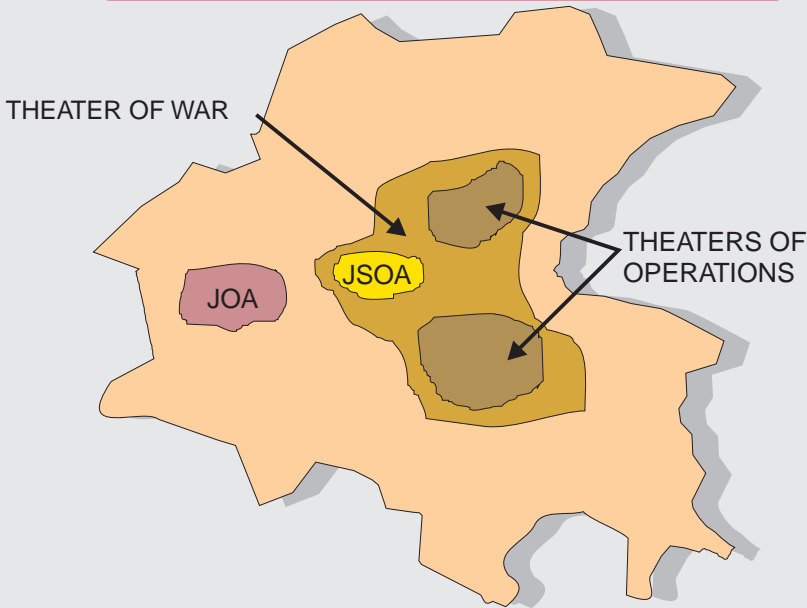 THEATER OF WAR
THEATERS OF
OPERATIONS
JSOA
JOA